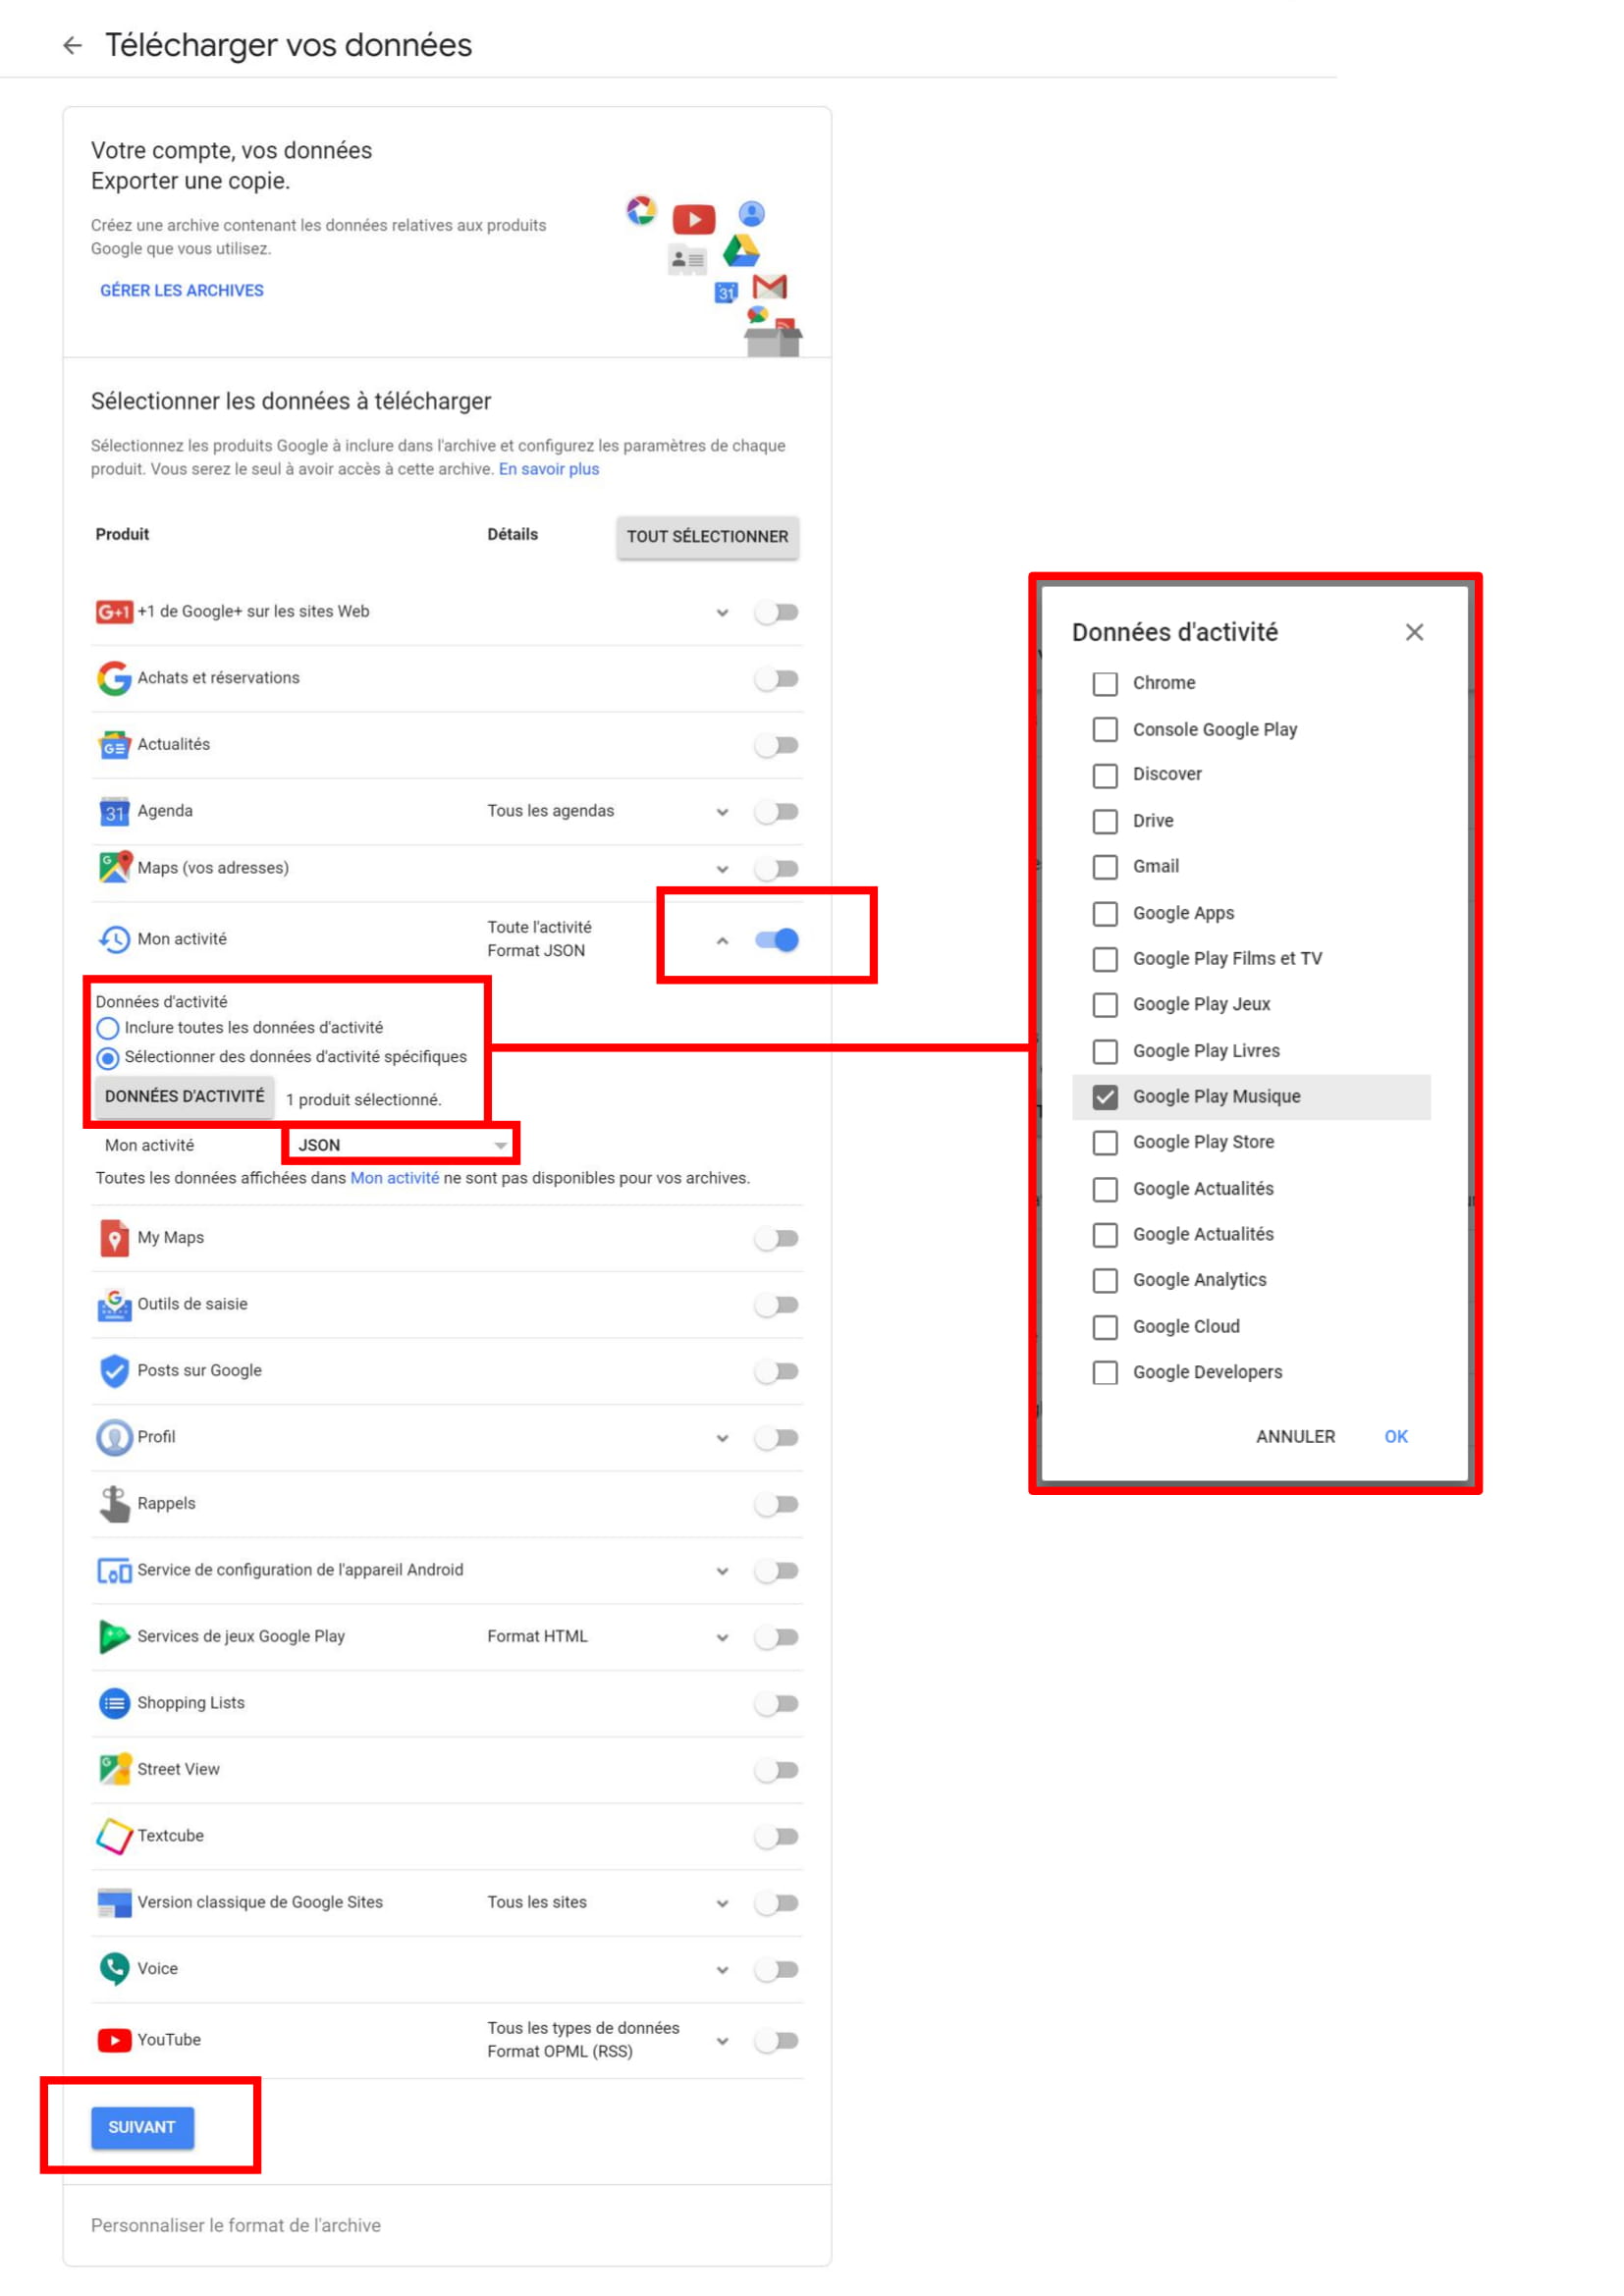 Télécharger vos données
Votre compte, vos données
Exporter une copie.
Créez une archive contenant les données relatives aux produits
Google que vous utilisez.
GÉRER LES ARCHIVES
31
Sélectionner les données à télécharger
Sélectionnez les produits Google à inclure dans l'archive et configurez les paramètres de chaque
produit. Vous serez le seul à avoir accès à cette archive. En savoir plus
Produit Détails TOUT SÉLECTIONNER
G+1 +1 de Google+ sur les sites Web
Achats et réservations
Actualités
31 Agenda Tous les agendas
Maps (vos adresses)
Mon activité Toute l'activité
Format JSON
Données d'activité
Inclure toutes les données d'activité
Sélectionner des données d'activité spécifiques
DONNÉES D'ACTIVITÉ 1 produit sélectionné.
Mon activité JSON
Toutes les données affichées dans Mon activité ne sont pas disponibles pour vos archives.
My Maps
Outils de saisie
Posts sur Google
Profil
Rappels
Service de configuration de l'appareil Android
Services de jeux Google Play Format HTML
Shopping Lists
Street View
Textcube
Version classique de Google Sites Tous les sites
Voice
YouTube Tous les types de données
Format OPML (RSS)
SUIVANT
Personnaliser le format de l'archive
Données d'activité
Chrome
Console Google Play
Discover
Drive
Gmail
Google Apps
Google Play Films et TV
Google Play Jeux
Google Play Livres
Google Play Musique
Google Play Store
Google Actualités
Google Actualités
Google Analytics
Google Cloud
Google Developers
ANNULER OK